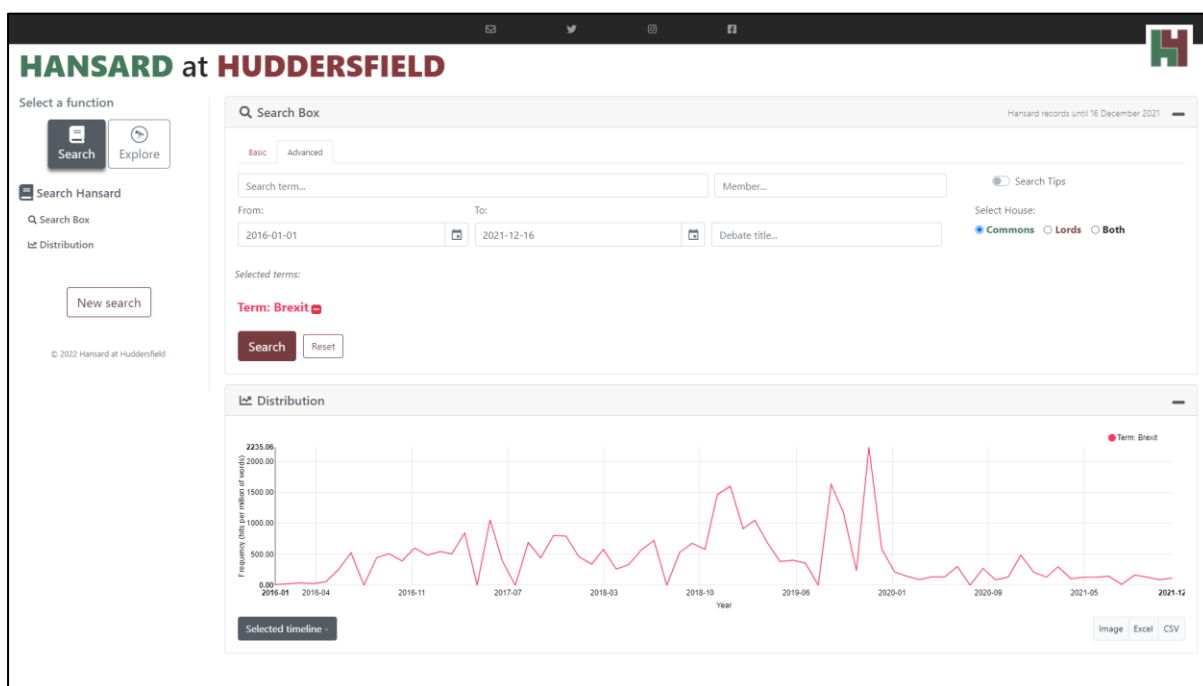 HANSARD at HUDDERSFIELD
Select a function
Search
Explore
Search Hansard
Search Box
Distribution
New search
© 2022 Hansard at Huddersfield
Search Box
Hansard records until 16 December 2021
Basic
Advanced
Search term...
Member...
Search Tips
From:
To:
Select House:
2016-01-01
2021-12-16
Debate title...
Commons
Lords
Both
Selected terms:
Term: Brexit
Search
Reset
Distribution
Term: Brexit
Frequency (hits per million of words)
2235.06
2000.00
1500.00
1000.00
500.00
0.00
2016-01
2016-04
2016-11
2017-07
2018-03
2018-10
2019-06
2020-01
2020-09
2021-05
2021-12
Year
Selected timeline -
Image
Excel
CSV